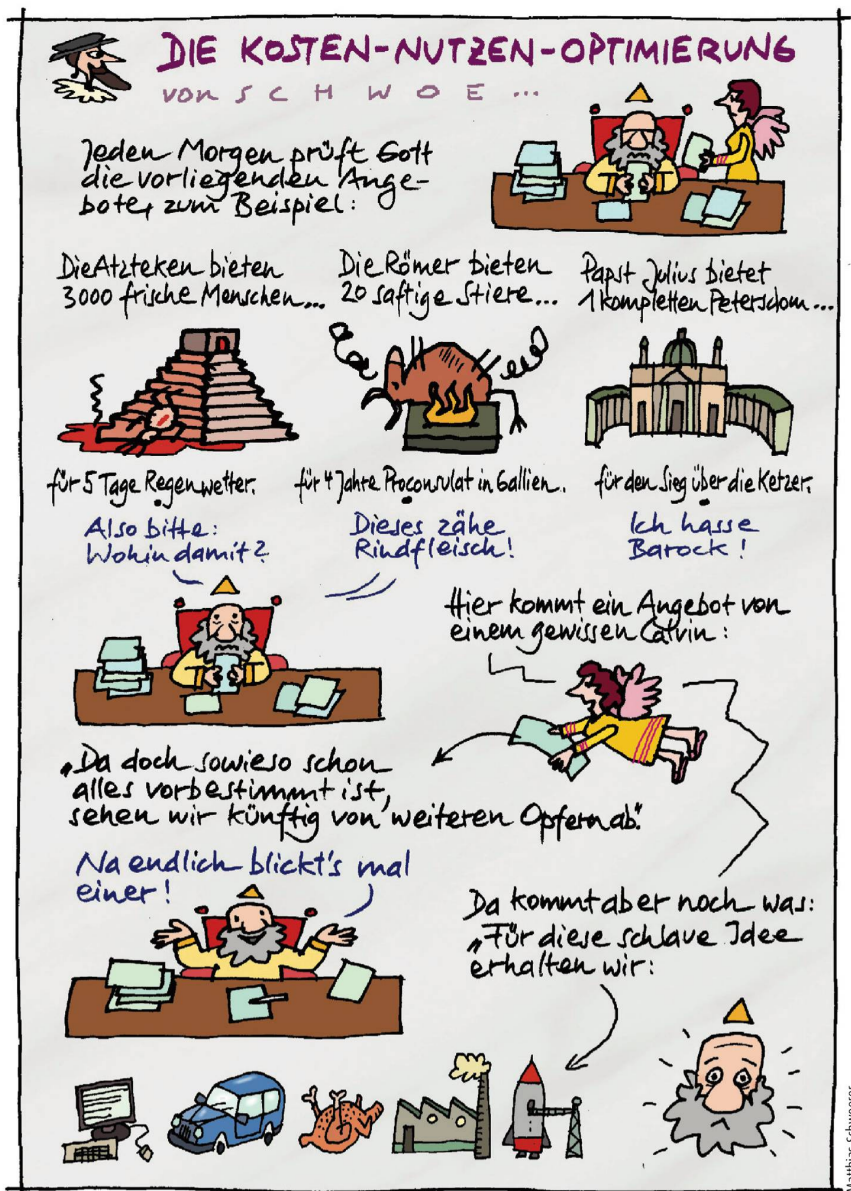 DIE KOSTEN-NUTZEN-OPTIMIERUNG
von S C H W O E ...
Jeden Morgen prüft Gott
die vorliegenden Ange-
bote, zum Beispiel:
Die Atzteken bieten
3000 frische Menschen...
für 5 Tage Regenwetter.
Die Römer bieten
20 saftige Stiere...
für 4 Jahre Proconsulat in Gallien.
Papst Julius bietet
1 kompletten Petersdom...
für den Sieg über die Ketzer.
Also bitte:
Wohin damit?
Dieses zähe
Rindfleisch!
Ich hasse
Barock!
Hier kommt ein Angebot von
einem gewissen Calvin:
„Da doch sowieso schon
alles vorbestimmt ist,
sehen wir künftig von weiteren Opfern ab."
Na endlich blickt's mal
einer!
Da kommt aber noch was:
„Für diese schlaue Idee
erhalten wir:
Matthias Schwoerer